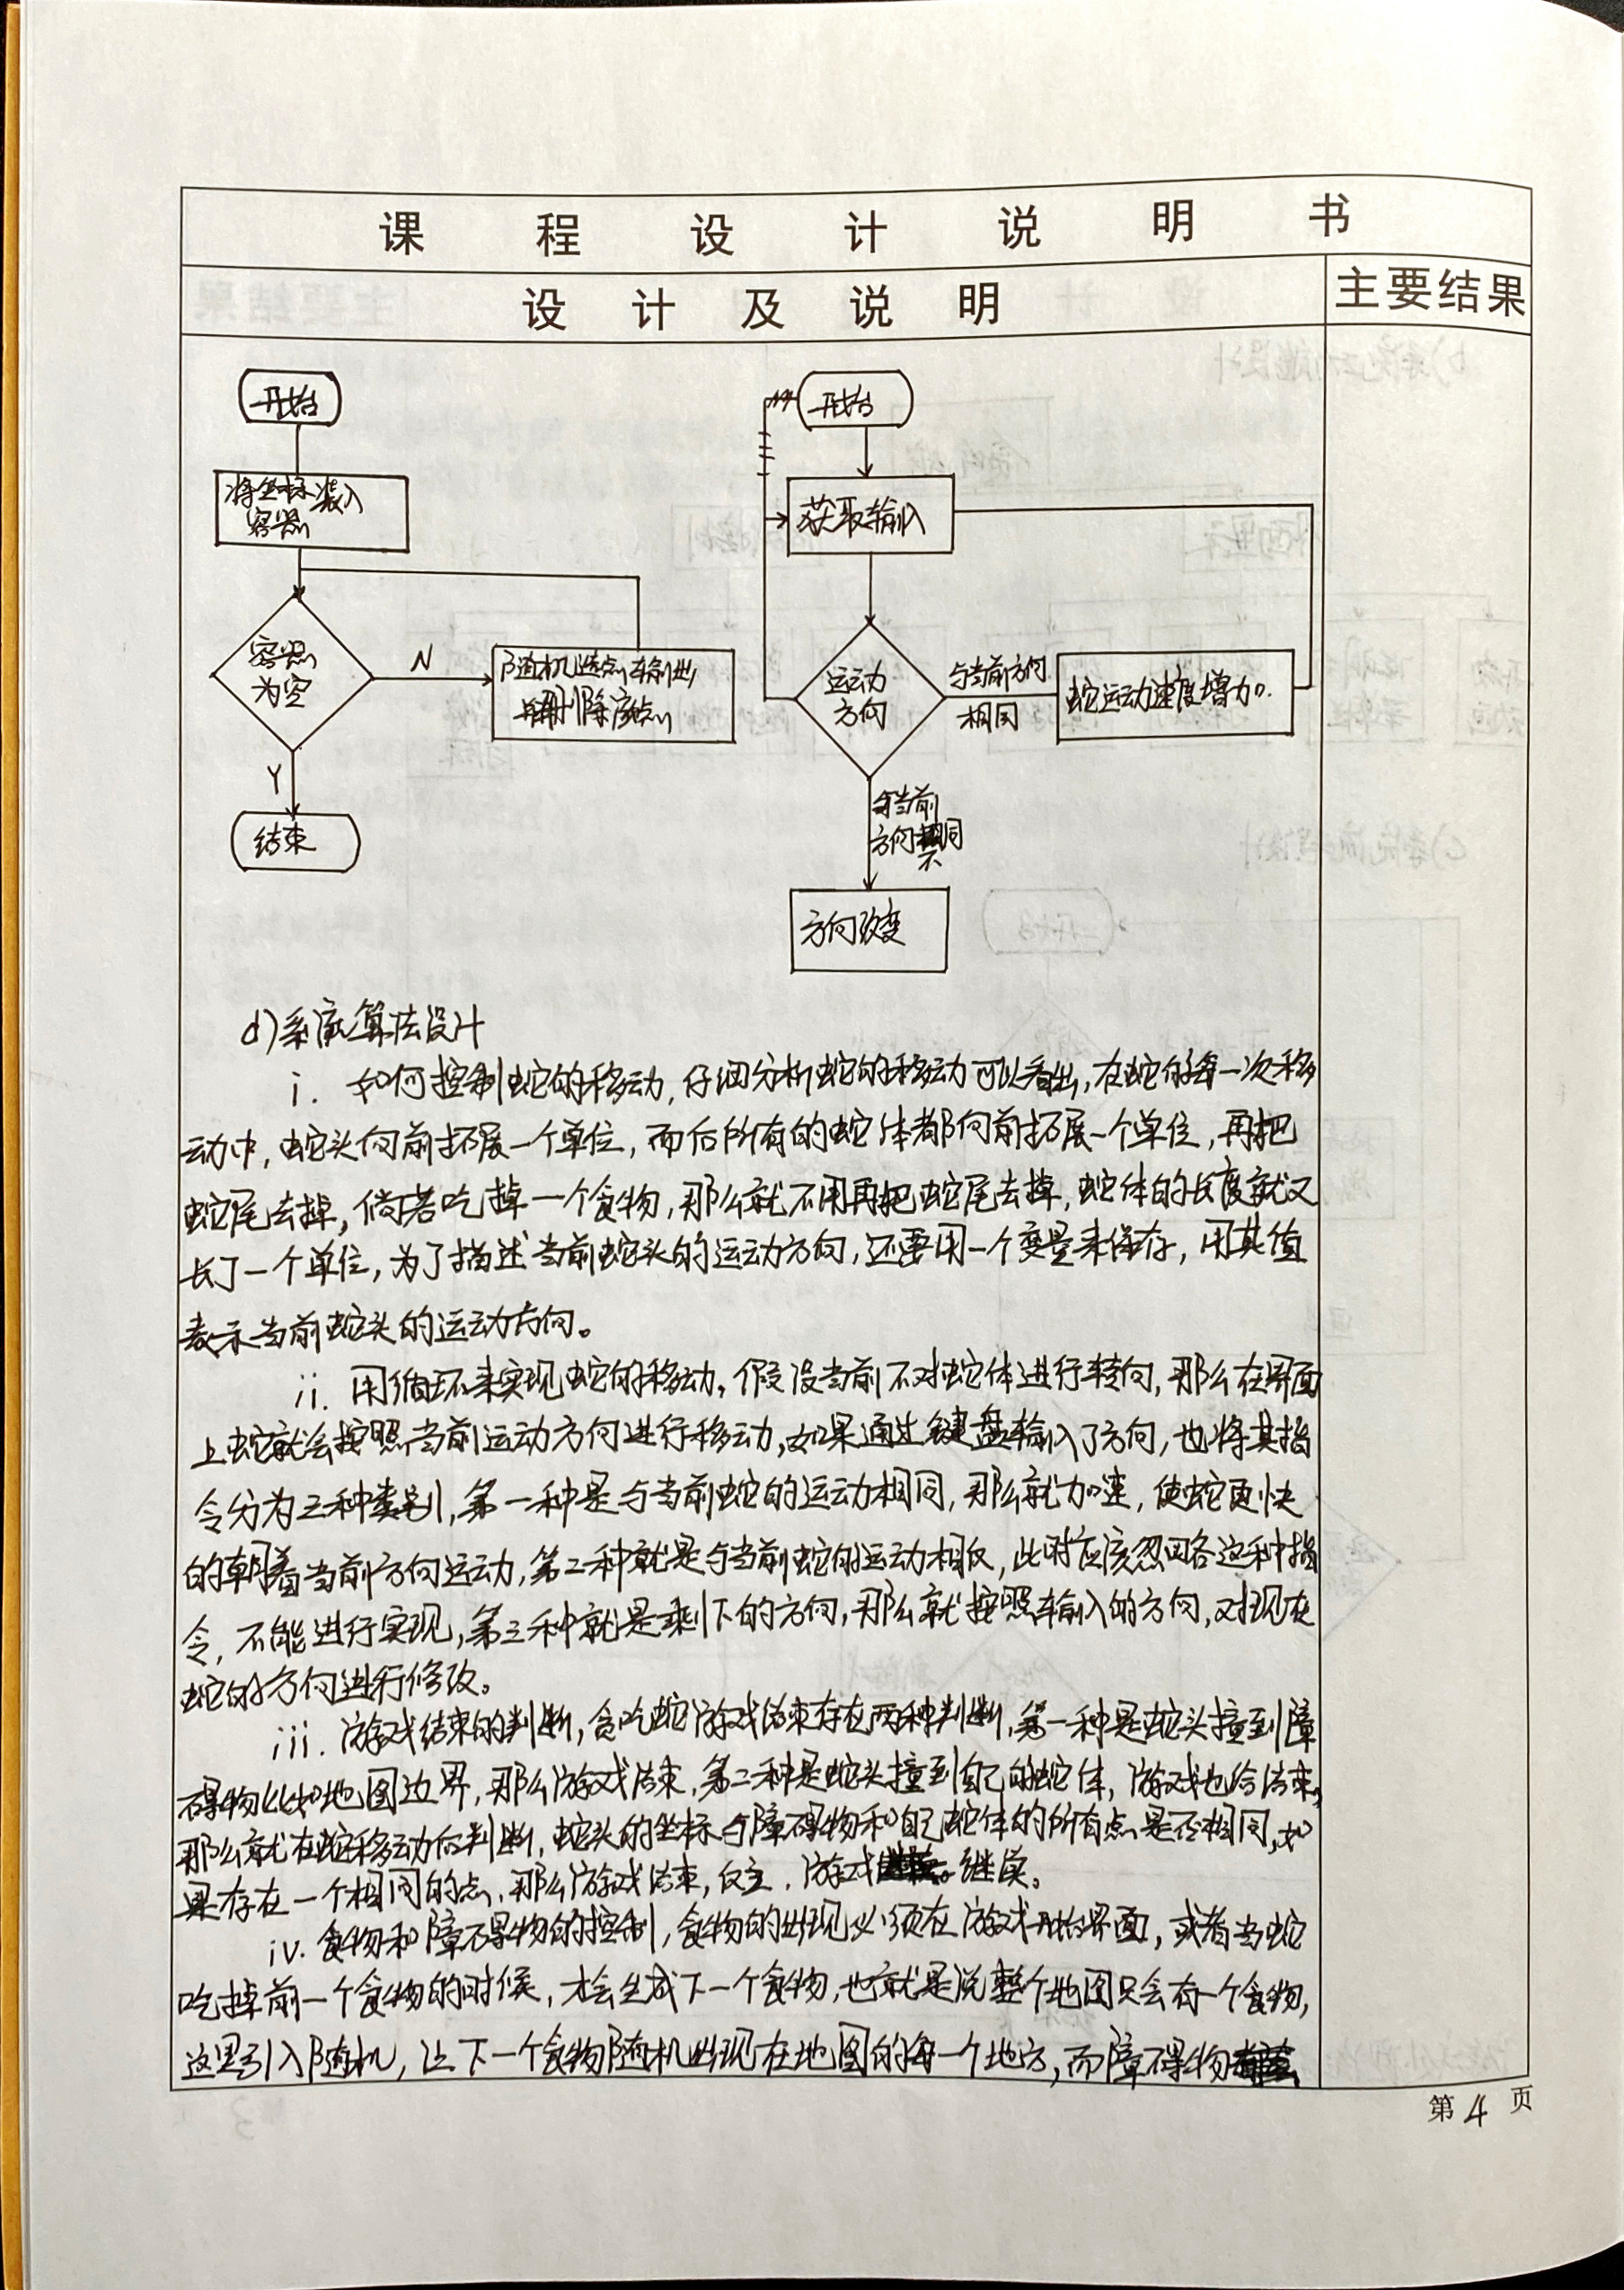 课程设计说明书
设计及说明
主要结果
开始
将坐标装入
容器
容器
为空
N
随机选点输出
再删除该点
Y
结束
开始
获取输入
运动
方向
与当前方向
相同
蛇运动速度增加
与当前
方向不同
方向改变
d)系统算法设计
i. 如何控制蛇的移动,仔细分析蛇的移动可以看出,在蛇的每一次移
动中,蛇头向前拓展一个单位,而后所有的蛇体都向前拓展一个单位,再把
蛇尾去掉,倘若吃掉一个食物,那么就不用再把蛇尾去掉,蛇体的长度就又
长了一个单位,为了描述当前蛇头的运动方向,还要用一个变量来保存,用其值
表示当前蛇头的运动方向。
ii. 用循环来实现蛇的移动,假设当前不对蛇体进行转向,那么在界面
上蛇就会按照当前运动方向进行移动,如果通过键盘输入了方向,也将其指
令分为三种类别,第一种是与当前蛇的运动相同,那么就加速,使蛇更快
的朝着当前方向运动,第二种就是与当前蛇的运动相反,此时应该忽略这种指
令,不能进行实现,第三种就是剩下的方向,那么就按照输入的方向,对现在
蛇的方向进行修改。
iii. 游戏结束的判断,贪吃蛇游戏结束存在两种判断,第一种是蛇头撞到障
碍物比如地图边界,那么游戏结束,第二种是蛇头撞到自己的蛇体,游戏也会结束,
那么就在蛇移动后判断,蛇头的坐标与障碍物和自己蛇体的所有点是否相同,如
果存在一个相同的点,那么游戏结束,反之,游戏继续。
iv. 食物和障碍物的控制,食物的出现必须在游戏开始界面,或者当蛇
吃掉前一个食物的时候,才会生成下一个食物,也就是说整个地图只会有一个食物,
这里引入随机,让下一个食物随机出现在地图的每一个地方,而障碍物
第4页